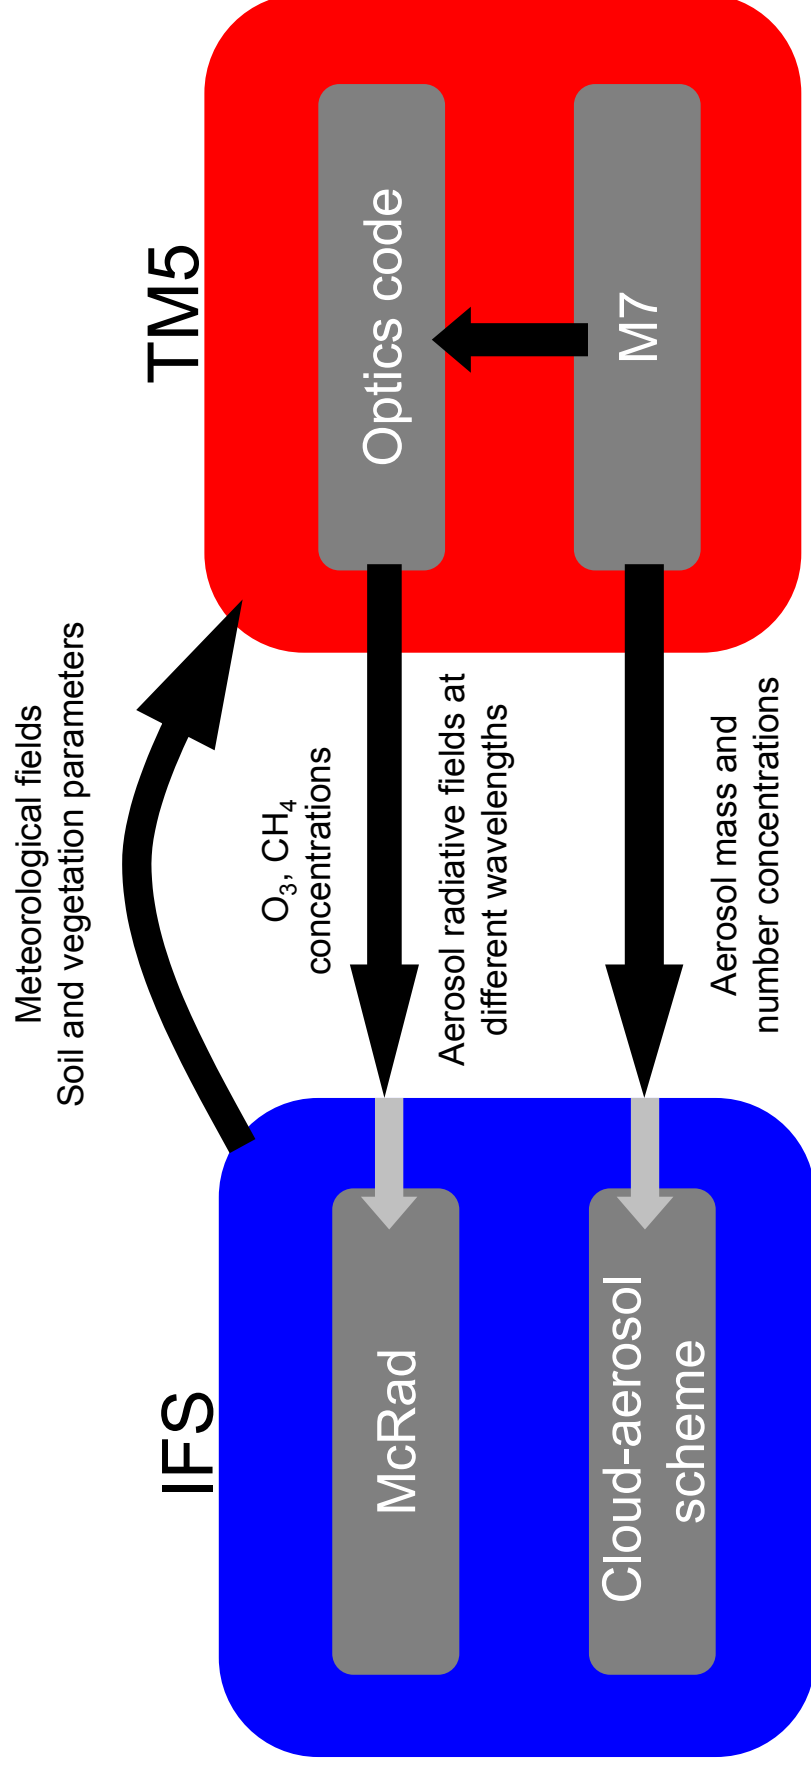 Meteorological fields
Soil and vegetation parameters
IFS
TM5
McRad
O₃, CH₄
concentrations
Optics code
Aerosol radiative fields at
different wavelengths
Cloud-aerosol
scheme
M7
Aerosol mass and
number concentrations